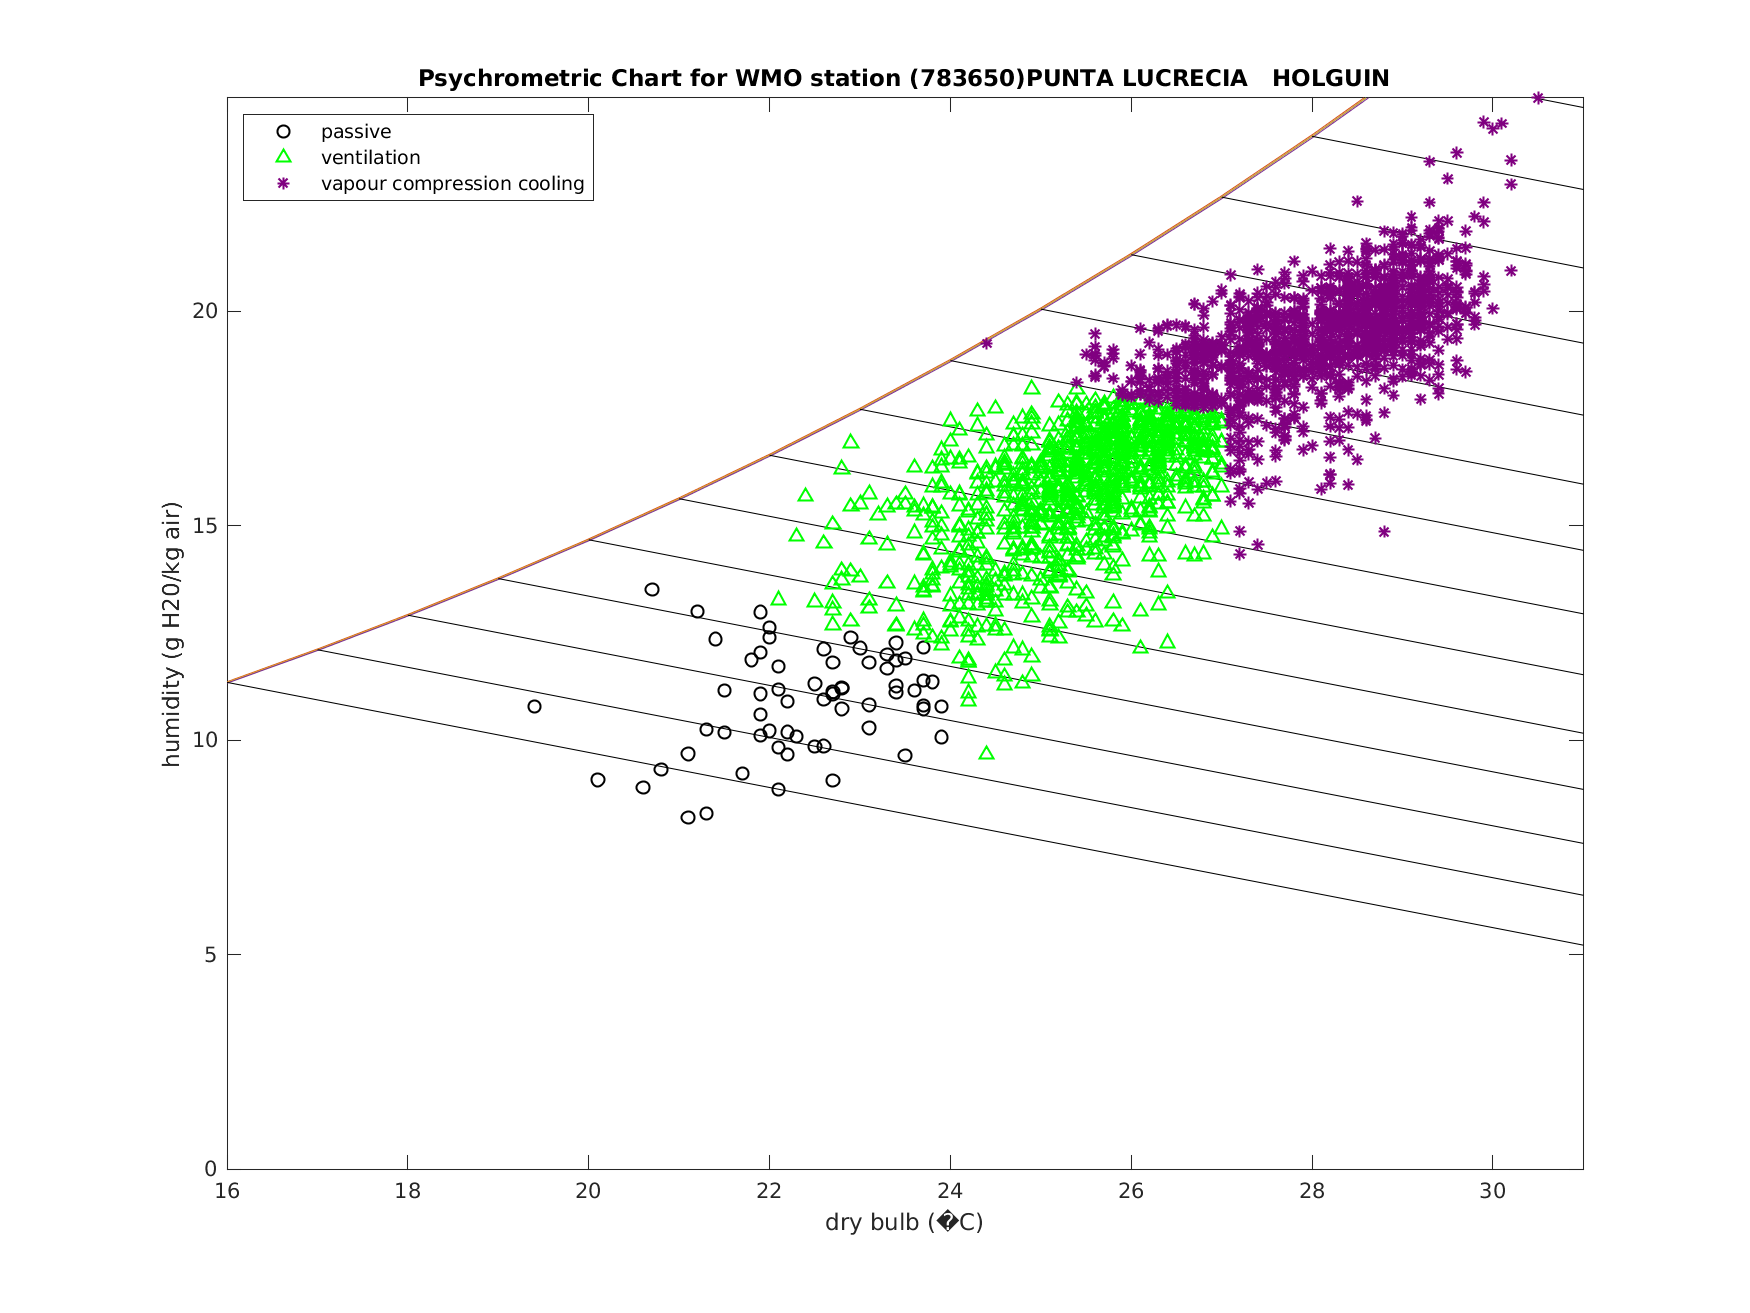 Psychrometric Chart for WMO station (783650)PUNTA LUCRECIA   HOLGUIN
passive
ventilation
vapour compression cooling
humidity (g H20/kg air)
20
15
10
5
0
16 18 20 22 24 26 28 30
dry bulb (�C)